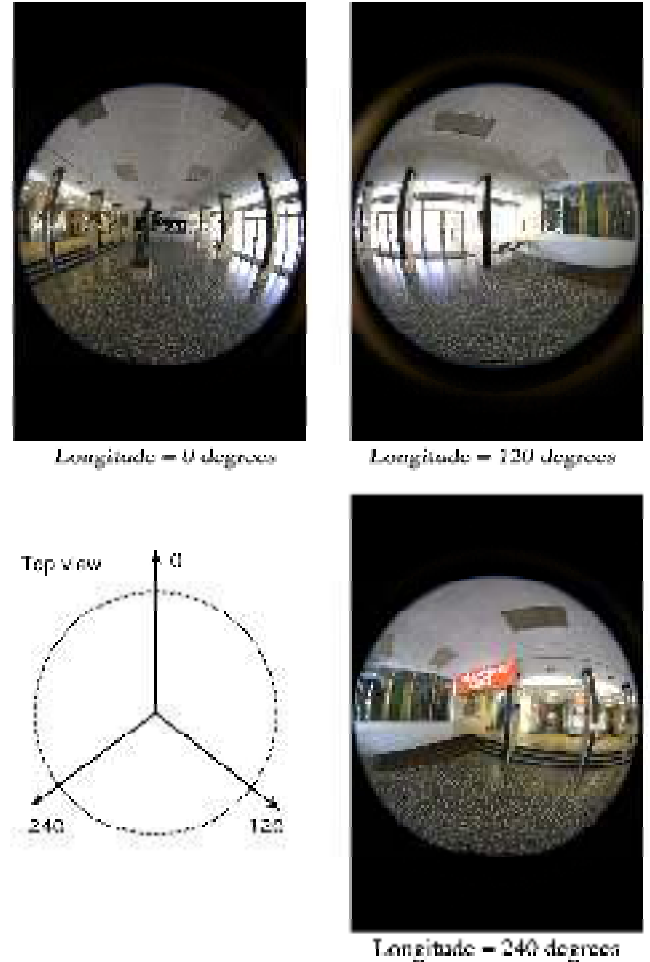 Longitude = 0 degrees
Longitude = 120 degrees
Top view
0
240
120
Longitude = 240 degrees